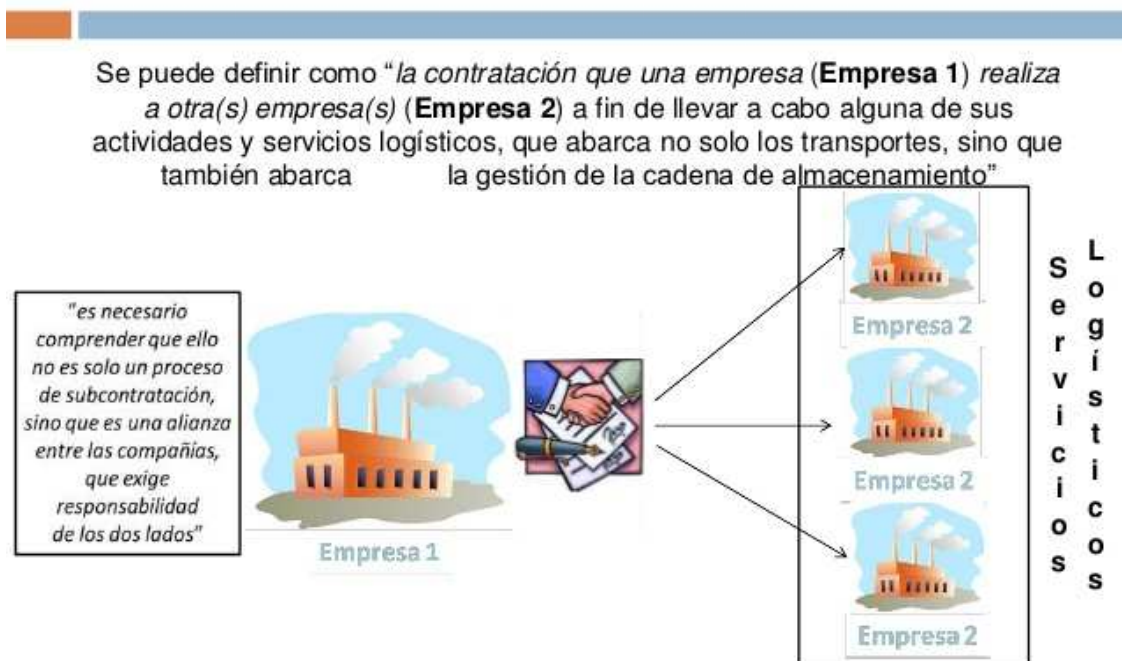 Se puede definir como “la contratación que una empresa (Empresa 1) realiza
a otra(s) empresa(s) (Empresa 2) a fin de llevar a cabo alguna de sus
actividades y servicios logísticos, que abarca no solo los transportes, sino que
también abarca la gestión de la cadena de almacenamiento”
"es necesario
comprender que ello
no es solo un proceso
de subcontratación,
sino que es una alianza
entre las compañías,
que exige
responsabilidad
de los dos lados"
Empresa 1
Empresa 2
Empresa 2
Empresa 2
Servicios
Logísticos